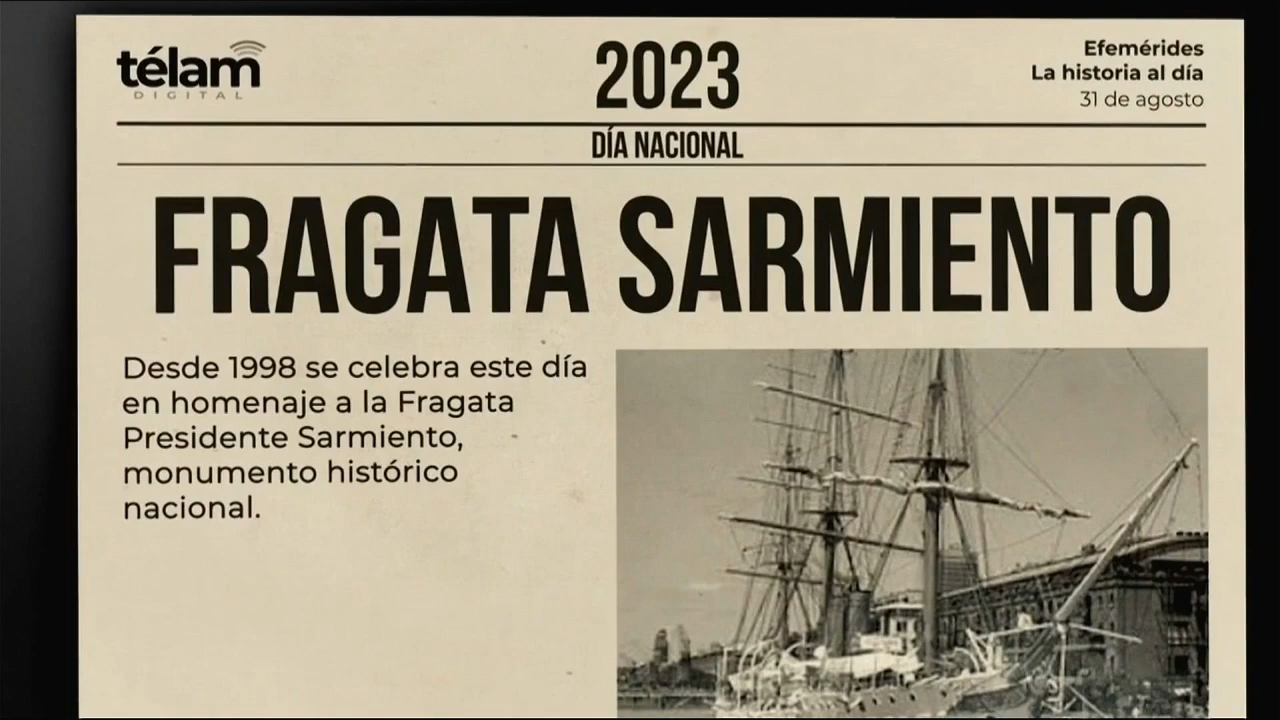 télam
DIGITAL
2023
Efemérides
La historia al día
31 de agosto
DÍA NACIONAL
FRAGATA SARMIENTO
Desde 1998 se celebra este día
en homenaje a la Fragata
Presidente Sarmiento,
monumento histórico
nacional.